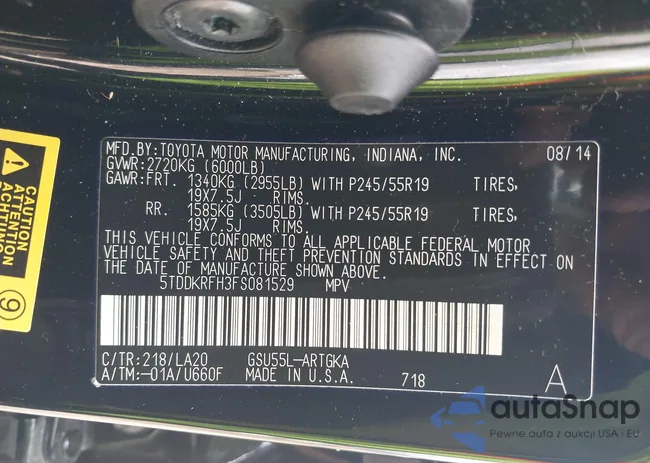 MFD.BY:TOYOTA MOTOR MANUFACTURING, INDIANA, INC. 08/14
GVWR:2720KG (6000LB)
GAWR:FRT. 1340KG (2955LB) WITH P245/55R19 TIRES,
19X7.5J RIMS.
RR. 1585KG (3505LB) WITH P245/55R19 TIRES,
19X7.5J RIMS.
THIS VEHICLE CONFORMS TO ALL APPLICABLE FEDERAL MOTOR
VEHICLE SAFETY AND THEFT PREVENTION STANDARDS IN EFFECT ON
THE DATE OF MANUFACTURE SHOWN ABOVE.
5TDDKRFH3FS081529 MPV
C/TR:218/LA20 GSU55L-ARTGKA
A/TM:-01A/U660F MADE IN U.S.A. 718 A
CAUTION
ATTENTION
ACHTUNG
9
autaSnap
Pewne auta z aukcji USA i EU